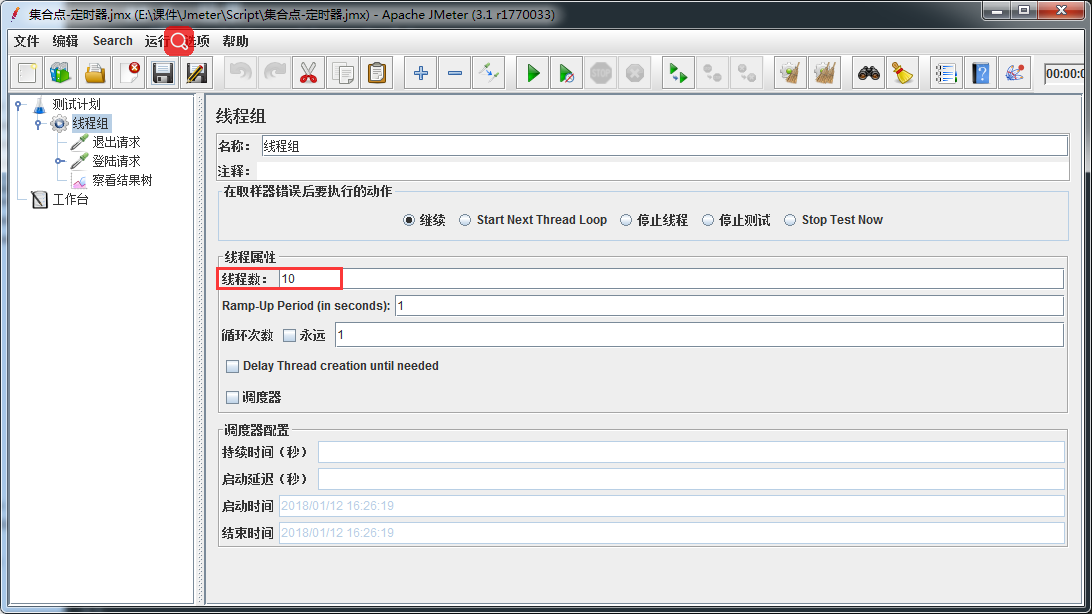 集合点-定时器.jmx (E:\课件\Jmeter\Script\集合点-定时器.jmx) - Apache JMeter (3.1 r1770033)
文件 编辑 Search 运行 选项 帮助
00:00:0
测试计划
线程组
退出请求
登陆请求
察看结果树
工作台
线程组
名称： 线程组
注释：
在取样器错误后要执行的动作
继续 Start Next Thread Loop 停止线程 停止测试 Stop Test Now
线程属性
线程数： 10
Ramp-Up Period (in seconds): 1
循环次数 永远 1
Delay Thread creation until needed
调度器
调度器配置
持续时间（秒）
启动延迟（秒）
启动时间 2018/01/12 16:26:19
结束时间 2018/01/12 16:26:19